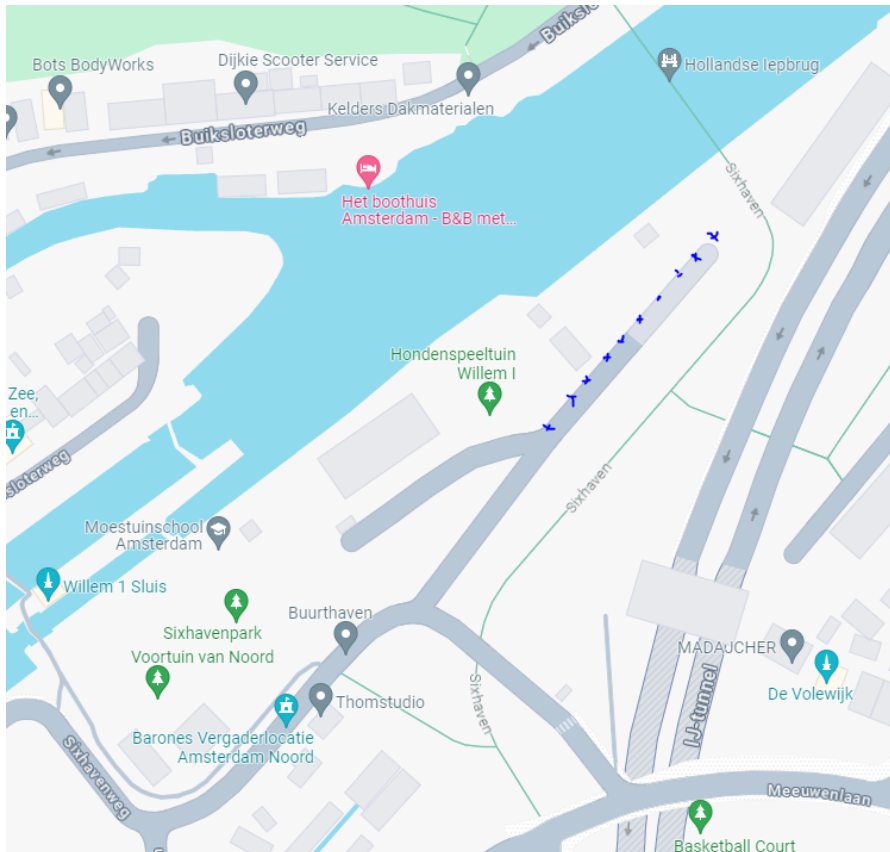 Buiksl
Bots BodyWorks
Dijkie Scooter Service
Hollandse Iepbrug
Kelders Dakmaterialen
Buiksloterweg
Sixhaven
Het boothuis
Amsterdam - B&B met...
Hondenspeeltuin
Willem I
Zee,
en...
sloterweg
Sixhaven
Moestuinschool
Amsterdam
Willem 1 Sluis
Buurthaven
Sixhavenpark
Voortuin van Noord
MADAUCHER
Sixhaven
Thomstudio
De Volewijk
IJ-tunnel
Barones Vergaderlocatie
Amsterdam Noord
Sixhavenweg
Meeuwenlaan
Basketball Court